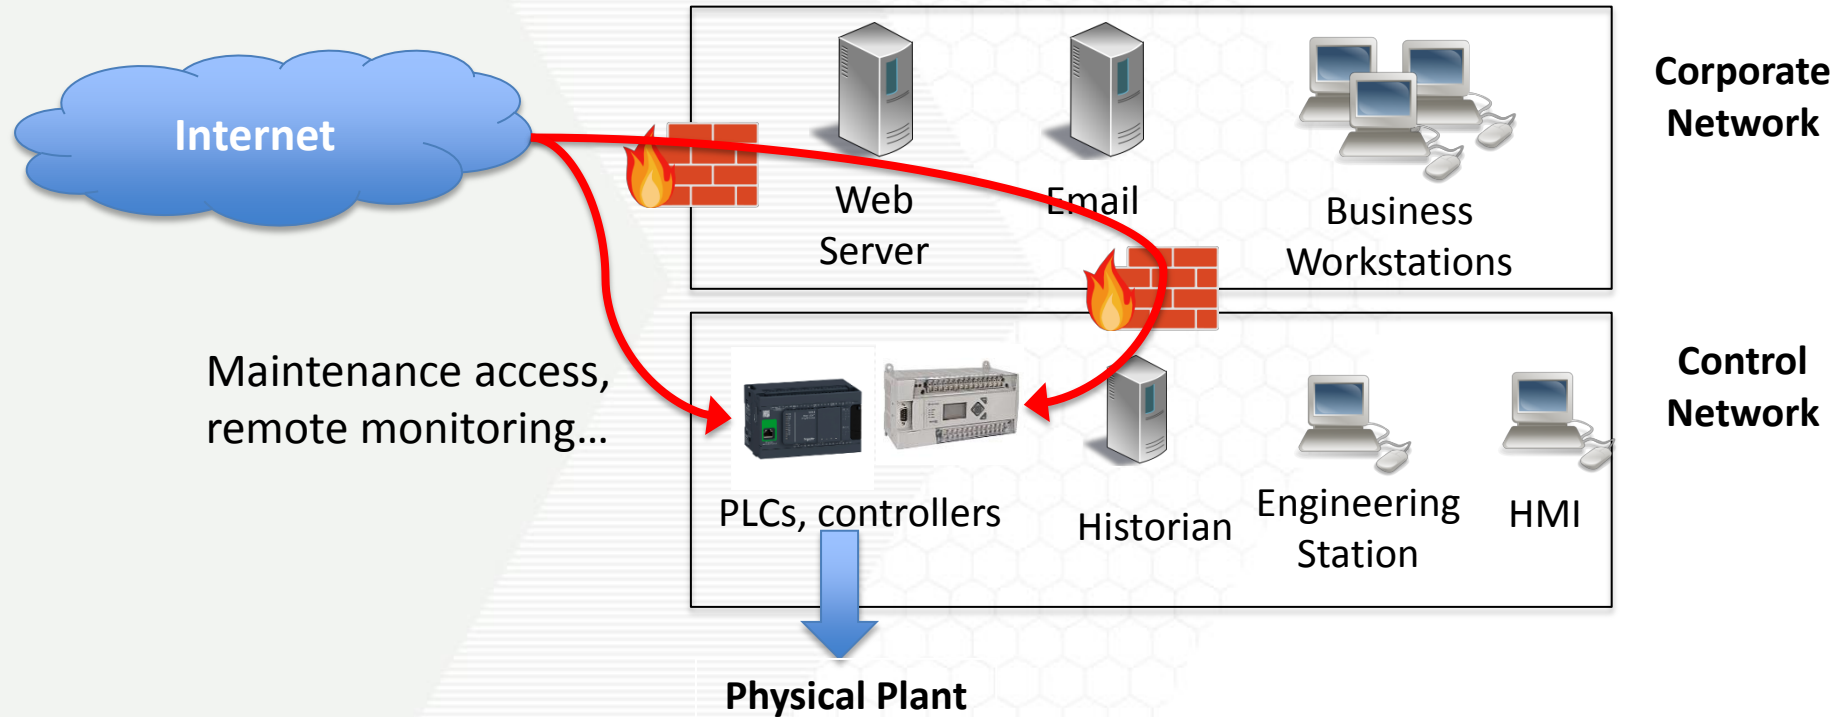 Internet
Web
Server
Email
Business
Workstations
Corporate
Network
Maintenance access,
remote monitoring…
PLCs, controllers
Historian
Engineering
Station
HMI
Control
Network
Physical Plant